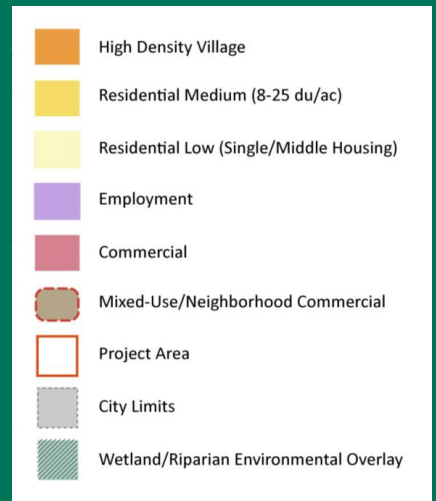 High Density Village
Residential Medium (8-25 du/ac)
Residential Low (Single/Middle Housing)
Employment
Commercial
Mixed-Use/Neighborhood Commercial
Project Area
City Limits
Wetland/Riparian Environmental Overlay